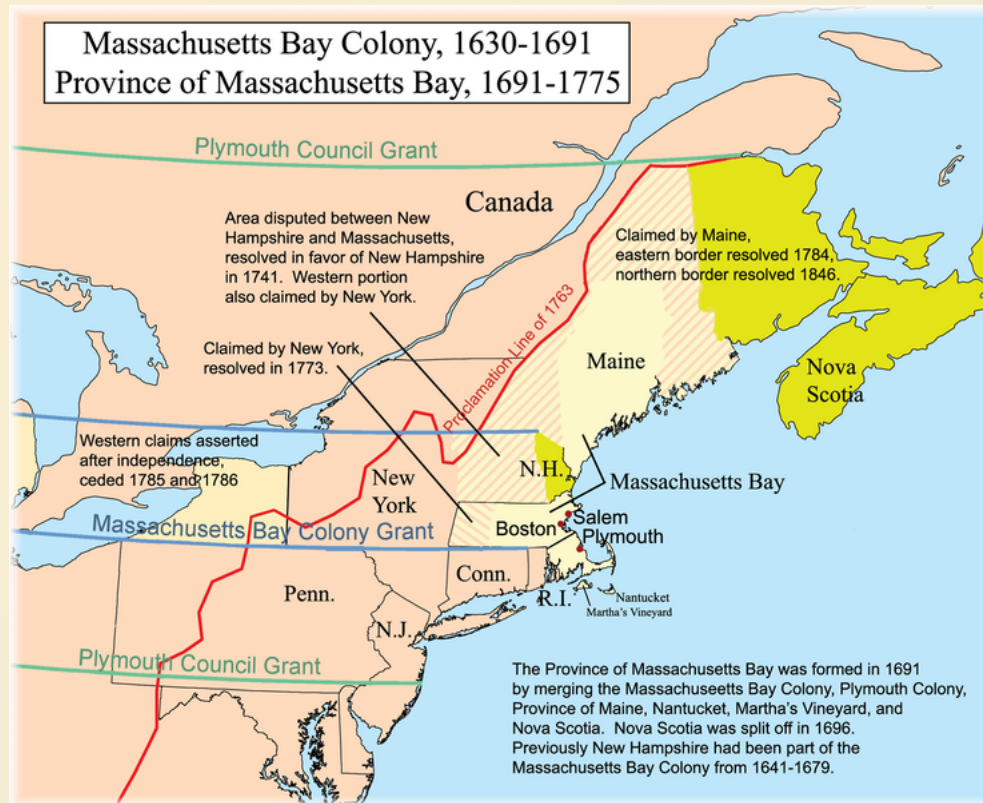 Massachusetts Bay Colony, 1630-1691
Province of Massachusetts Bay, 1691-1775
Plymouth Council Grant
Canada
Area disputed between New
Hampshire and Massachusetts,
resolved in favor of New Hampshire
in 1741. Western portion
also claimed by New York.
Claimed by Maine,
eastern border resolved 1784,
northern border resolved 1846.
Proclamation Line of 1763
Claimed by New York,
resolved in 1773.
Maine
Nova
Scotia
Western claims asserted
after independence,
ceded 1785 and 1786
New
York
N.H.
Massachusetts Bay
Massachusetts Bay Colony Grant
Boston
Salem
Plymouth
Conn.
R.I.
Nantucket
Martha's Vineyard
Penn.
N.J.
Plymouth Council Grant
The Province of Massachusetts Bay was formed in 1691
by merging the Massachuseetts Bay Colony, Plymouth Colony,
Province of Maine, Nantucket, Martha's Vineyard, and
Nova Scotia. Nova Scotia was split off in 1696.
Previously New Hampshire had been part of the
Massachusetts Bay Colony from 1641-1679.